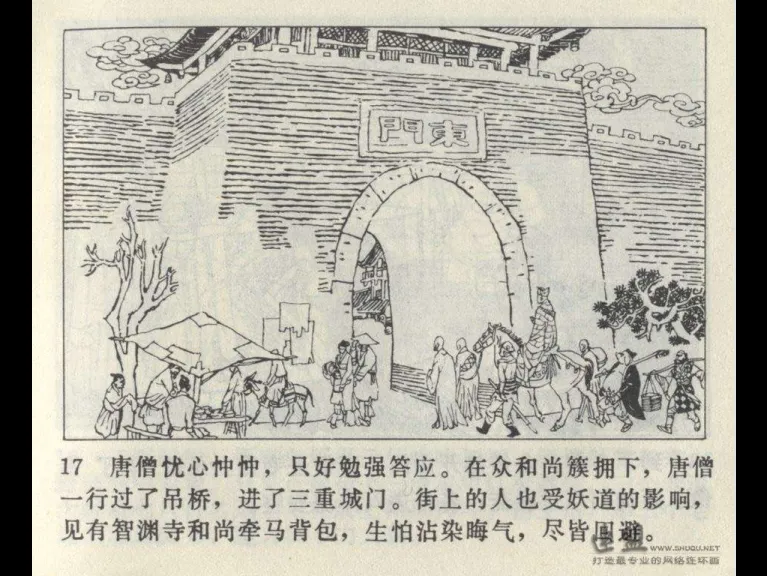 東門
17 唐僧忧心忡忡，只好勉强答应。在众和尚簇拥下，唐僧
一行过了吊桥，进了三重城门。街上的人也受妖道的影响，
见有智渊寺和尚牵马背包，生怕沾染晦气，尽皆回避。
WWW.SHUQU.NET
打造最专业的网络连环画